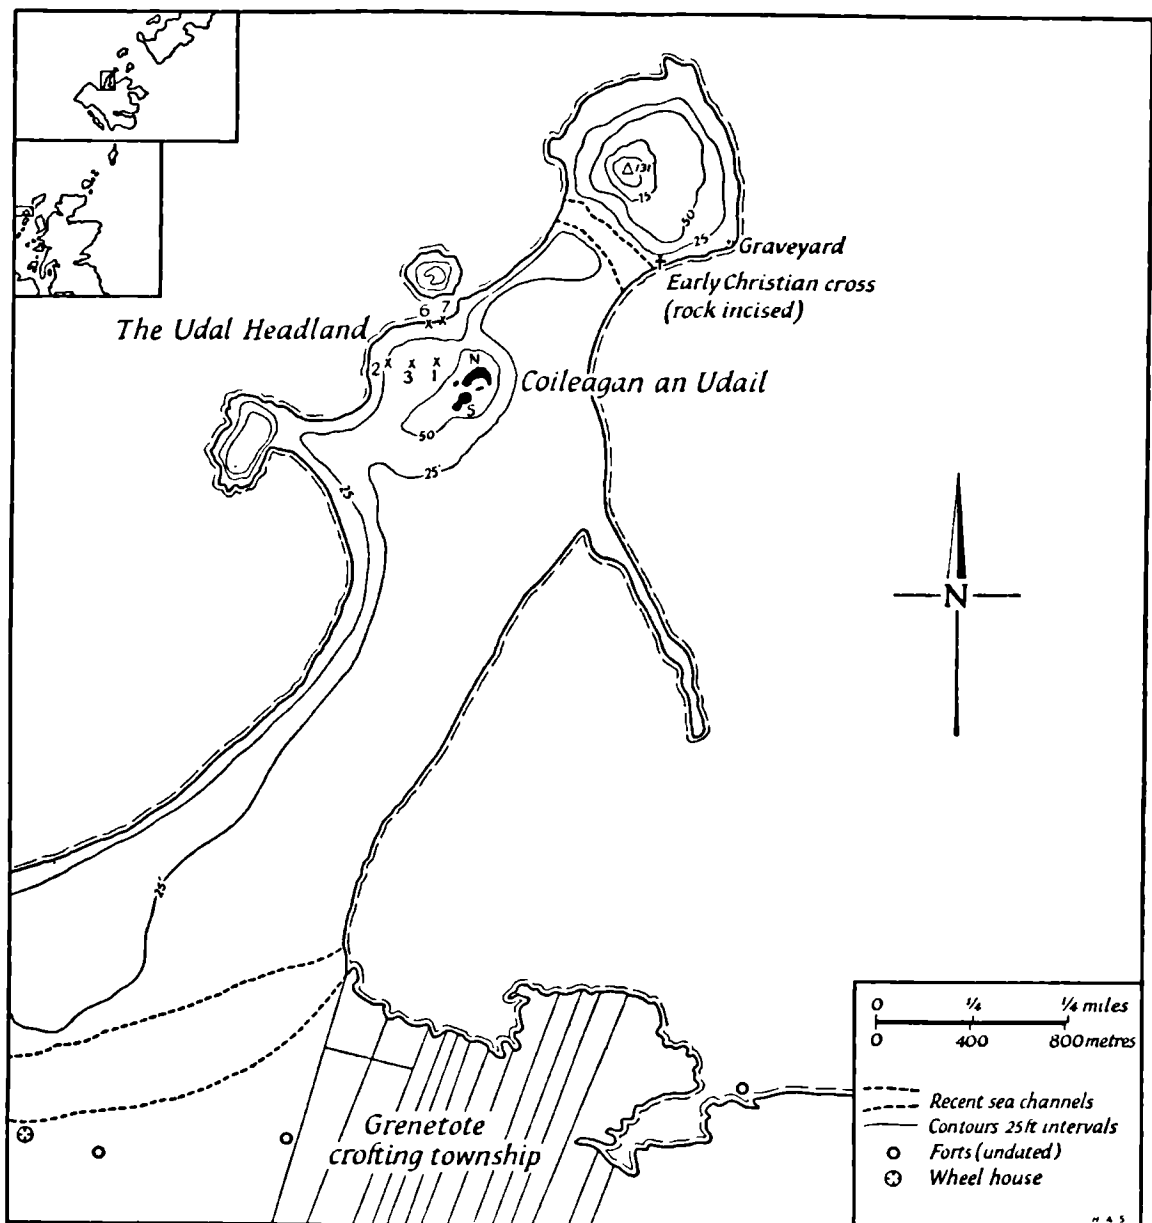 131
75
50
25'
Graveyard
Early Christian cross
(rock incised)
6 7
The Udal Headland
2 3 1 N
Coileagan an Udail
S
50
25'
25'
25'
N
0 ¼ ¼ miles
0 400 800 metres
Recent sea channels
Contours 25ft intervals
Forts (undated)
Wheel house
Grenetote
crofting township